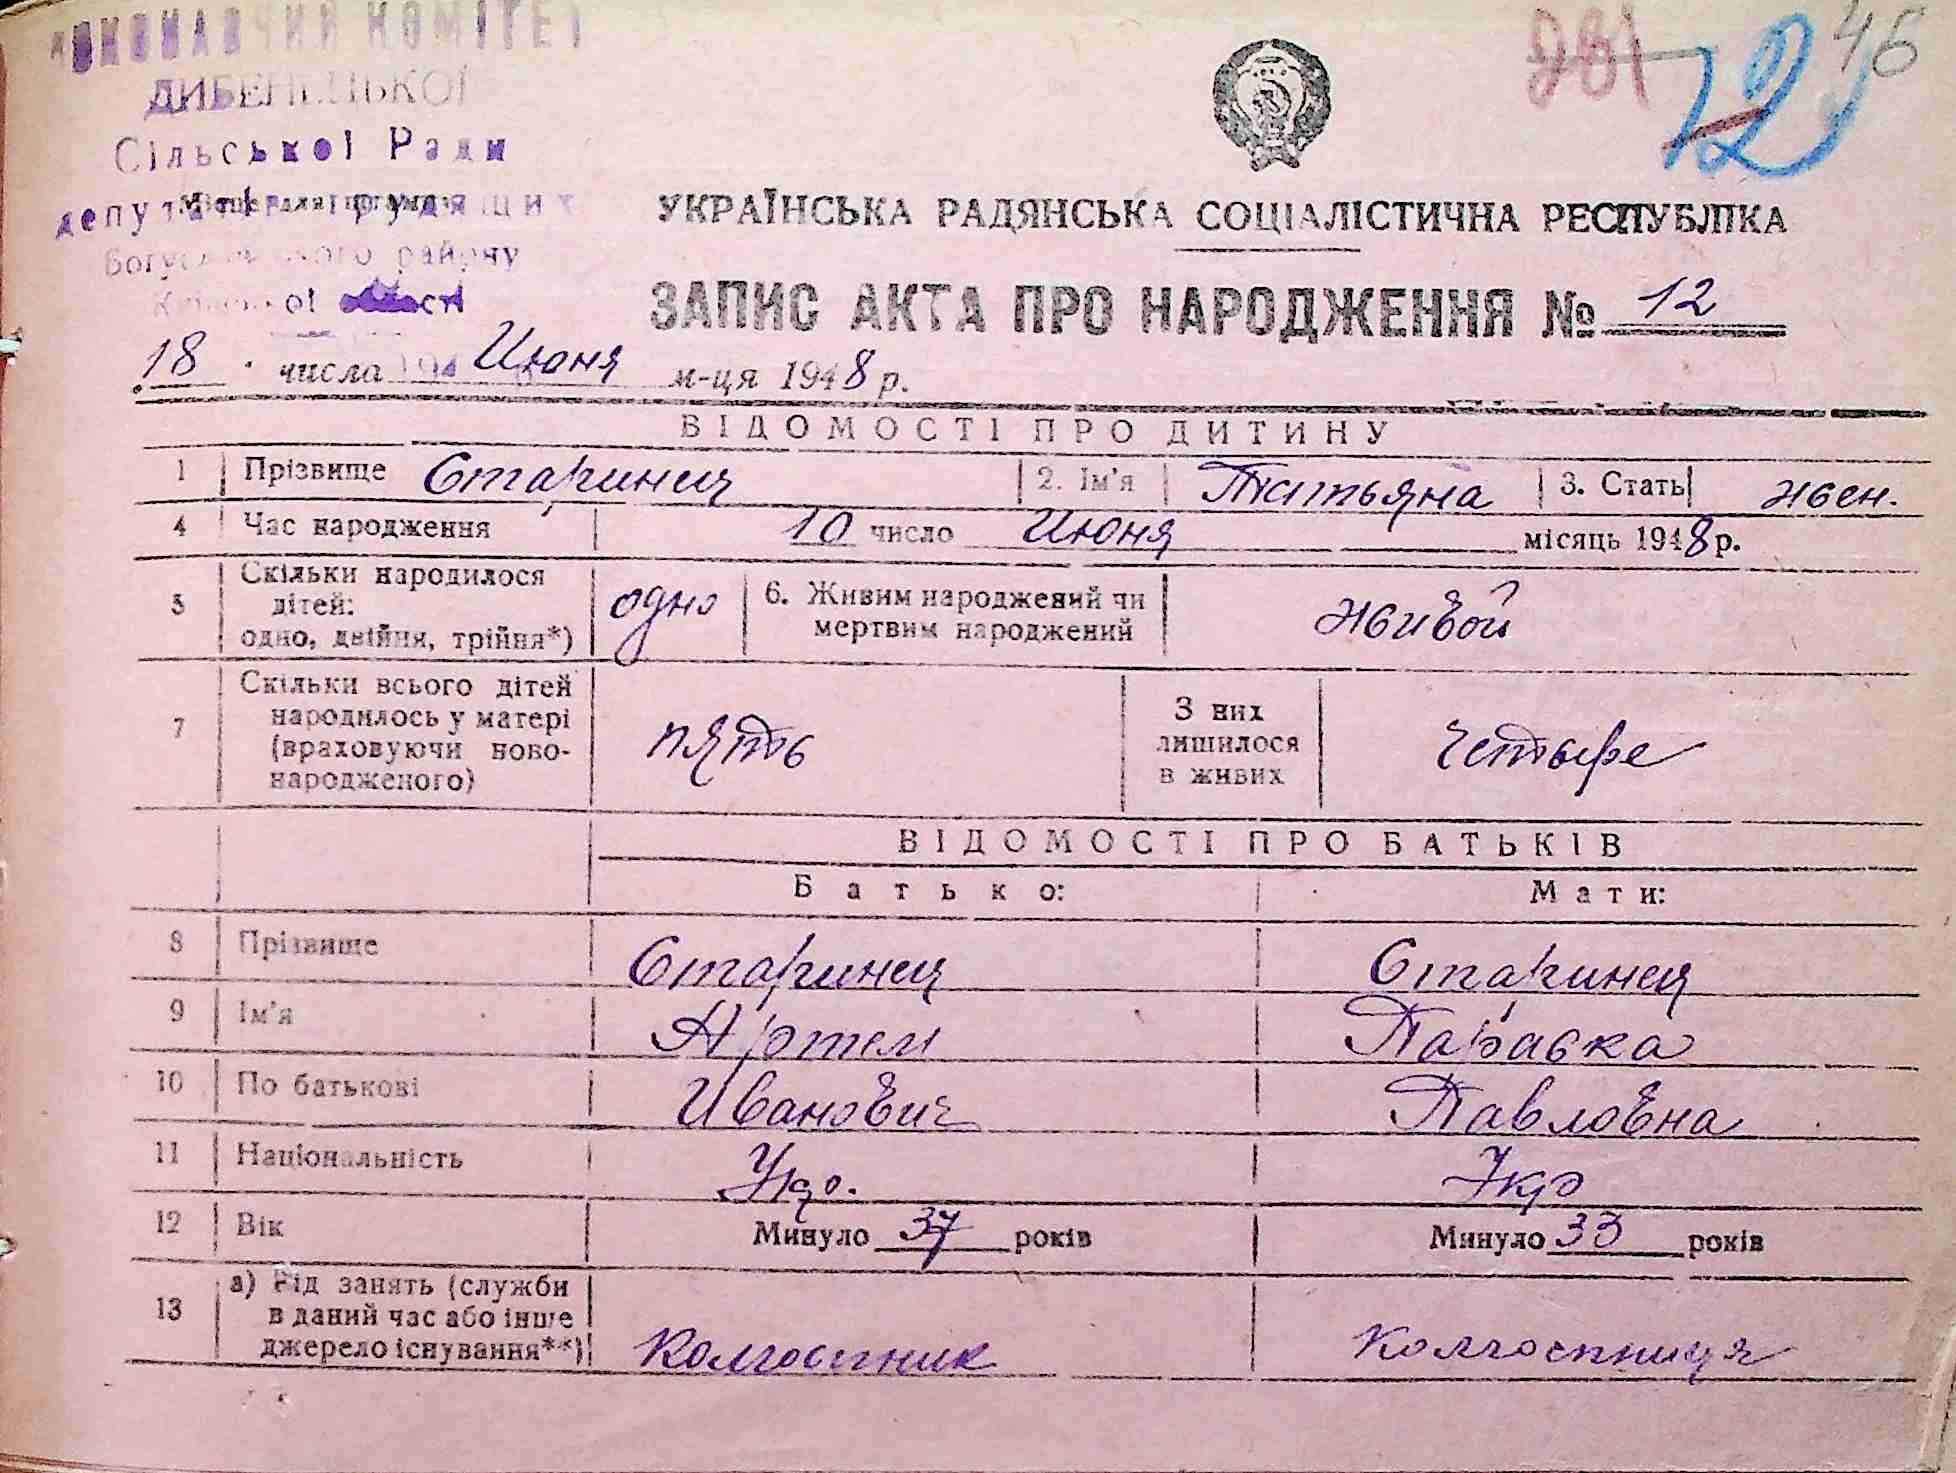 ВИКОНАВЧИЙ КОМІТЕТ
ДИБЕНЕЦЬКОЇ
Сільської Ради
депутатів трудящих
Богуславського району
Київської області
281
12
46
УКРАЇНСЬКА РАДЯНСЬКА СОЦІАЛІСТИЧНА РЕСПУБЛІКА
ЗАПИС АКТА ПРО НАРОДЖЕННЯ № 12
18 числа Июня м-ця 1948 р.
ВІДОМОСТІ ПРО ДИТИНУ
1 Прізвище Старинец 2. Ім'я Татьяна 3. Стать жен.
4 Час народження 10 число Июня місяць 1948 р.
5 Скільки народилося дітей: одно, двійня, трійня*) одно 6. Живим народжений чи мертвим народжений живой
7 Скільки всього дітей народилось у матері (враховуючи ново-народженого) пять З них лишилося в живих четыре
ВІДОМОСТІ ПРО БАТЬКІВ
Батько: Мати:
8 Прізвище Старинец Старинец
9 Ім'я Артем Параска
10 По батькові Иванович Павловна
11 Національність Укр. Укр
12 Вік Минуло 37 років Минуло 33 років
13 а) Рід занять (служби в даний час або інше джерело існування**) Колгоспник Колгоспниця